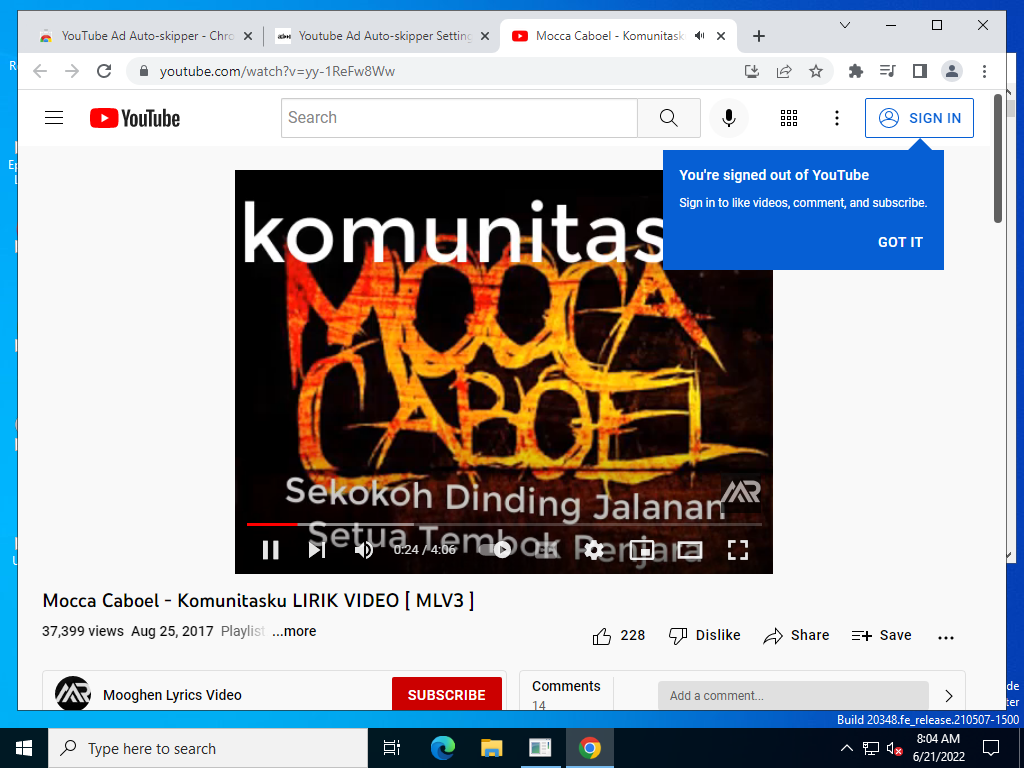 YouTube Ad Auto-skipper - Chro
Youtube Ad Auto-skipper Setting
Mocca Caboel - Komunitask
youtube.com/watch?v=yy-1ReFw8Ww
YouTube
Search
SIGN IN
You're signed out of YouTube
Sign in to like videos, comment, and subscribe.
GOT IT
komunitas
MOCCA
CABOEL
Sekokoh Dinding Jalanan
Setua Tembok Penjara
MR
0:24 / 4:06
Mocca Caboel - Komunitasku LIRIK VIDEO [ MLV3 ]
37,399 views Aug 25, 2017 Playlist ...more
228 Dislike Share Save
MR Mooghen Lyrics Video
SUBSCRIBE
Comments
14
Add a comment...
Build 20348.fe_release.210507-1500
Type here to search
8:04 AM
6/21/2022